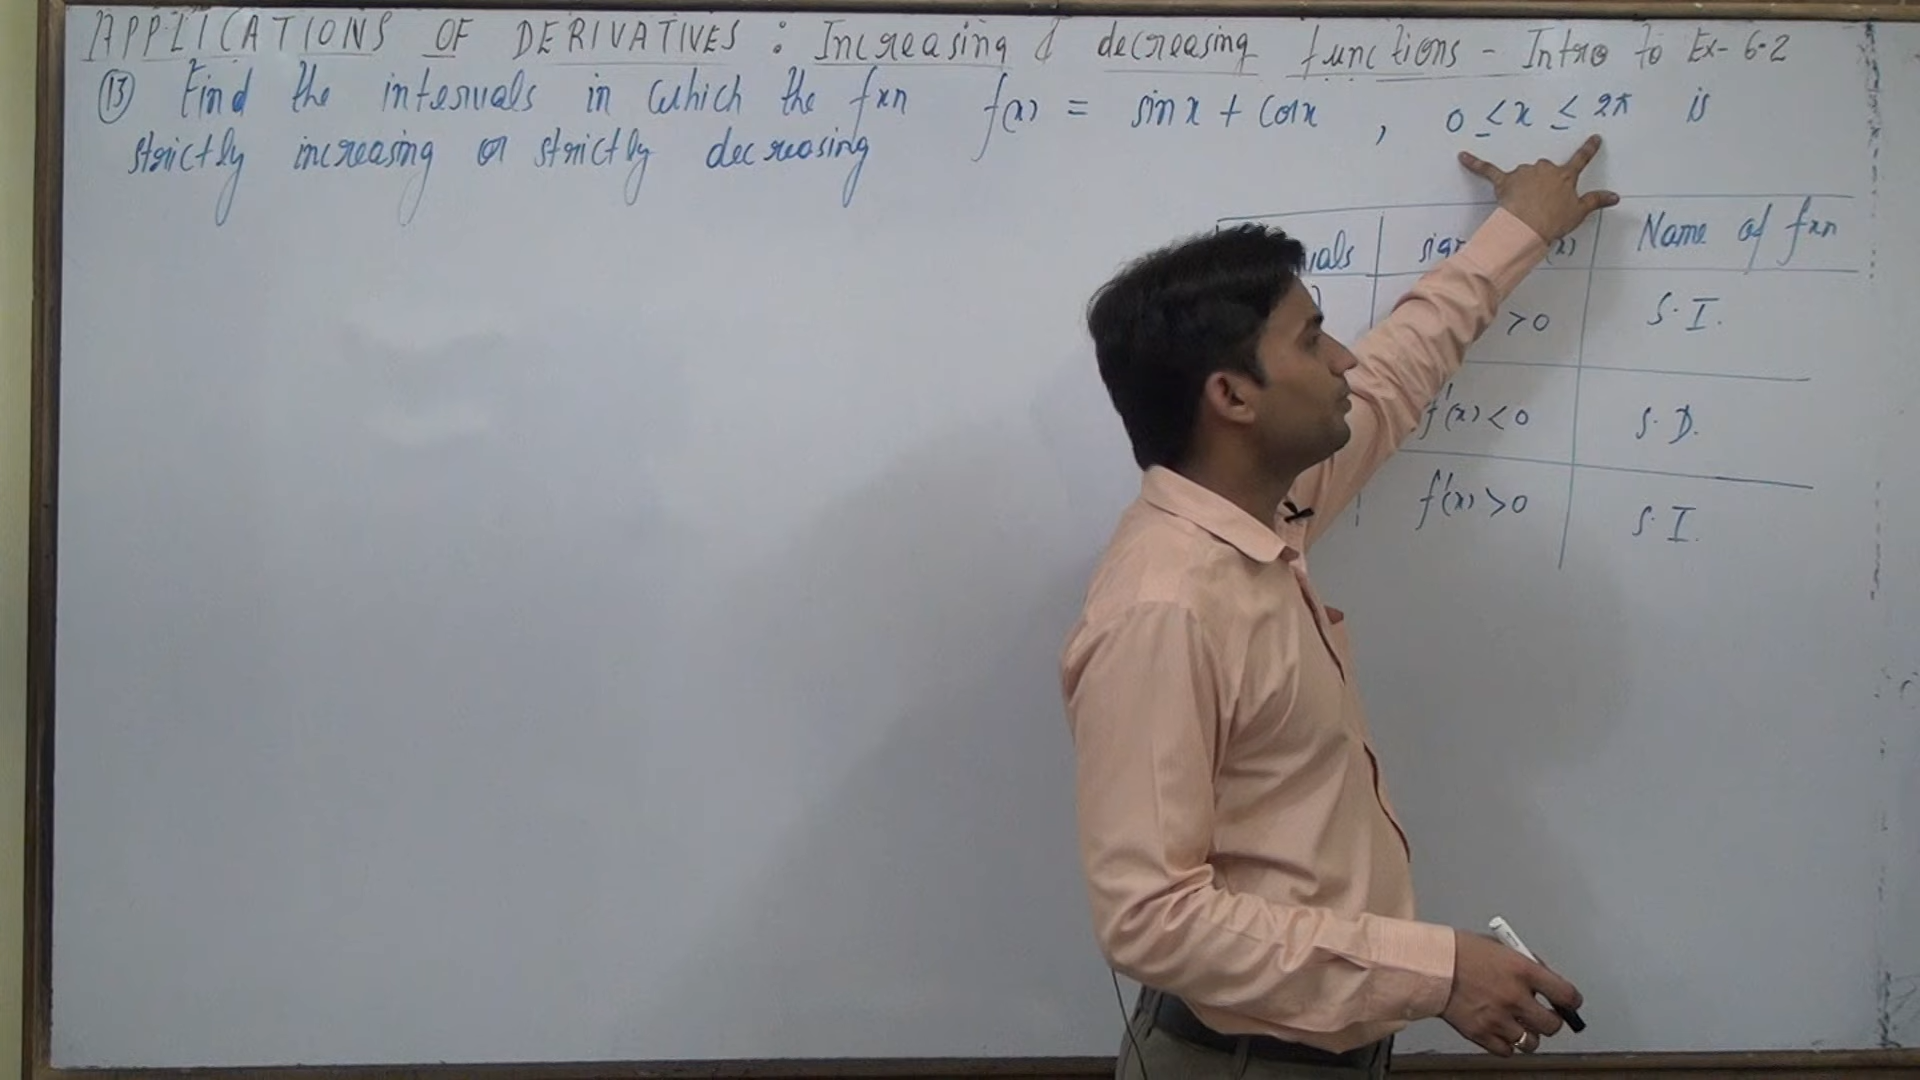 APPLICATIONS OF DERIVATIVES : Increasing & decreasing functions - Intro to Ex- 6.2
(13) Find the intervals in which the fxn f(x) = sin x + cos x , 0 ≤ x ≤ 2π is
strictly increasing or strictly decreasing
Name of fxn
>0 S.I.
f'(x) < 0 S.D.
f'(x) > 0 S.I.